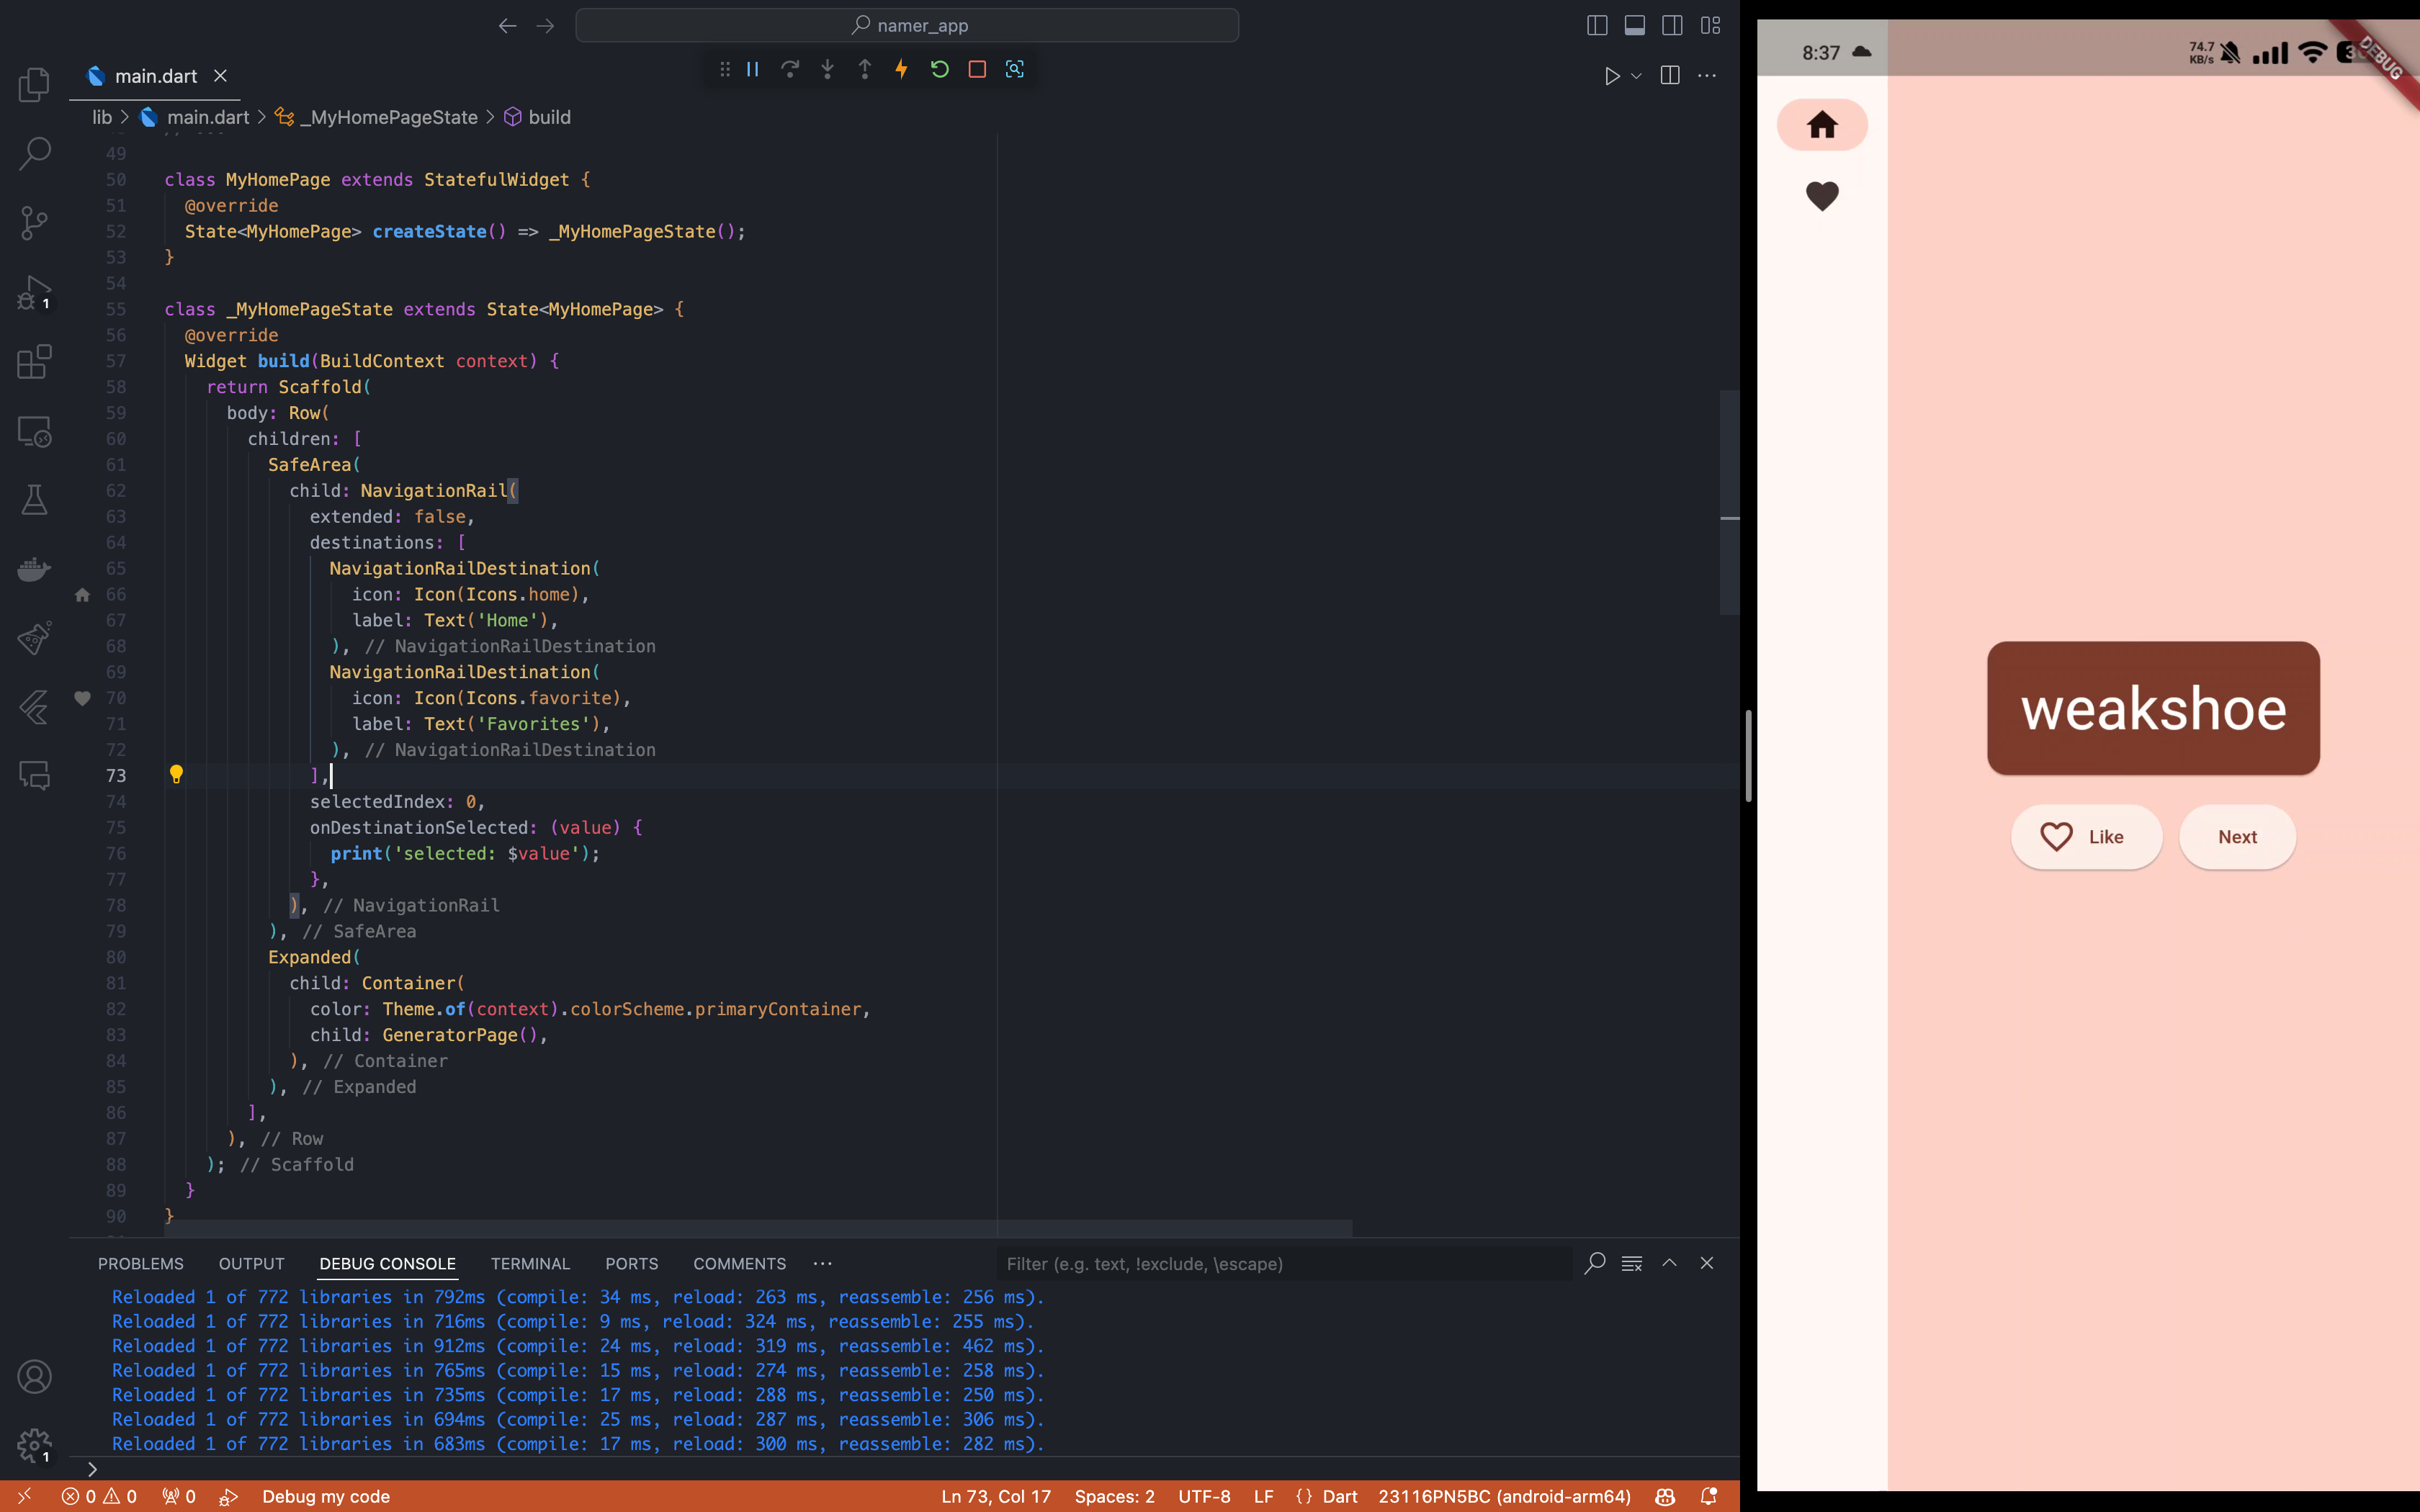 namer_app
main.dart
lib > main.dart > _MyHomePageState > build
49
50 class MyHomePage extends StatefulWidget {
51 @override
52 State<MyHomePage> createState() => _MyHomePageState();
53 }
54
55 class _MyHomePageState extends State<MyHomePage> {
56 @override
57 Widget build(BuildContext context) {
58 return Scaffold(
59 body: Row(
60 children: [
61 SafeArea(
62 child: NavigationRail(
63 extended: false,
64 destinations: [
65 NavigationRailDestination(
66 icon: Icon(Icons.home),
67 label: Text('Home'),
68 ), // NavigationRailDestination
69 NavigationRailDestination(
70 icon: Icon(Icons.favorite),
71 label: Text('Favorites'),
72 ), // NavigationRailDestination
73 ],
74 selectedIndex: 0,
75 onDestinationSelected: (value) {
76 print('selected: $value');
77 },
78 ), // NavigationRail
79 ), // SafeArea
80 Expanded(
81 child: Container(
82 color: Theme.of(context).colorScheme.primaryContainer,
83 child: GeneratorPage(),
84 ), // Container
85 ), // Expanded
86 ],
87 ), // Row
88 ); // Scaffold
89 }
90 }
1
1
PROBLEMS OUTPUT DEBUG CONSOLE TERMINAL PORTS COMMENTS ··· Filter (e.g. text, !exclude, \escape)
Reloaded 1 of 772 libraries in 792ms (compile: 34 ms, reload: 263 ms, reassemble: 256 ms).
Reloaded 1 of 772 libraries in 716ms (compile: 9 ms, reload: 324 ms, reassemble: 255 ms).
Reloaded 1 of 772 libraries in 912ms (compile: 24 ms, reload: 319 ms, reassemble: 462 ms).
Reloaded 1 of 772 libraries in 765ms (compile: 15 ms, reload: 274 ms, reassemble: 258 ms).
Reloaded 1 of 772 libraries in 735ms (compile: 17 ms, reload: 288 ms, reassemble: 250 ms).
Reloaded 1 of 772 libraries in 694ms (compile: 25 ms, reload: 287 ms, reassemble: 306 ms).
Reloaded 1 of 772 libraries in 683ms (compile: 17 ms, reload: 300 ms, reassemble: 282 ms).
>
0 0 0 Debug my code Ln 73, Col 17 Spaces: 2 UTF-8 LF {} Dart 23116PN5BC (android-arm64)
8:37 74.7 KB/s
DEBUG
weakshoe
Like Next